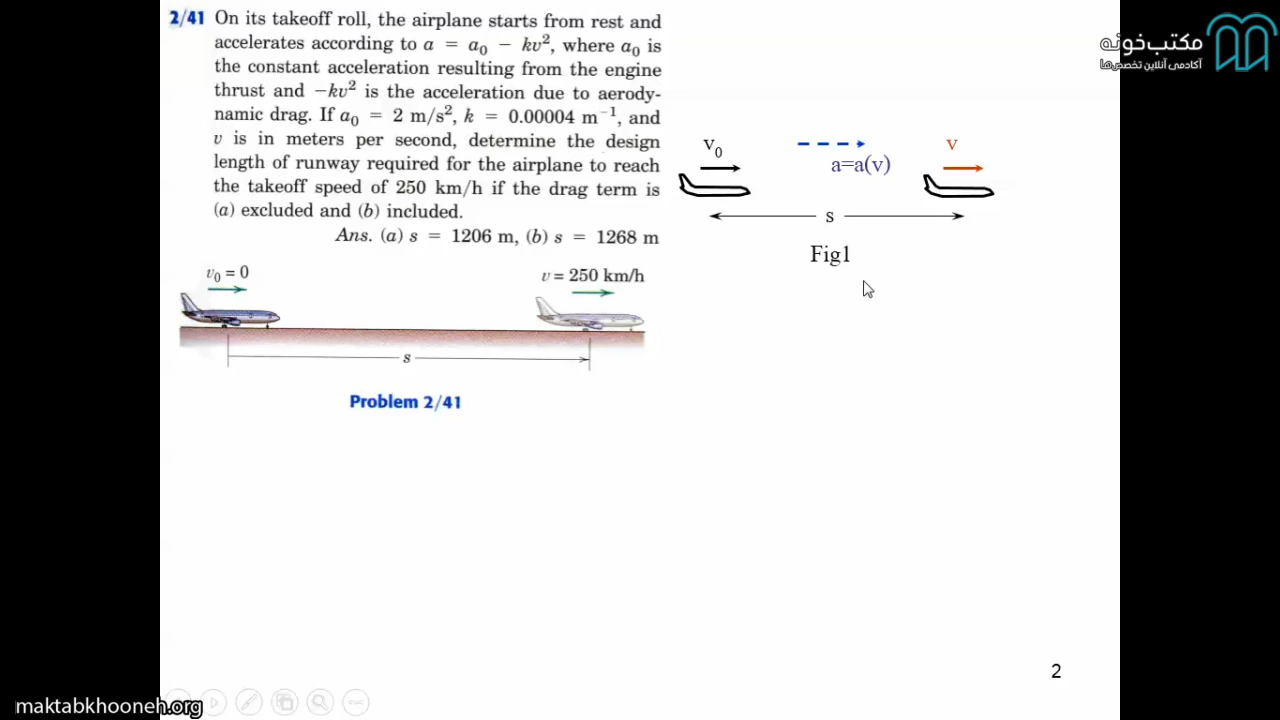 2/41 On its takeoff roll, the airplane starts from rest and
accelerates according to a = a₀ − kv², where a₀ is
the constant acceleration resulting from the engine
thrust and −kv² is the acceleration due to aerody-
namic drag. If a₀ = 2 m/s², k = 0.00004 m⁻¹, and
v is in meters per second, determine the design
length of runway required for the airplane to reach
the takeoff speed of 250 km/h if the drag term is
(a) excluded and (b) included.
Ans. (a) s = 1206 m, (b) s = 1268 m
v₀ = 0
v = 250 km/h
s
Problem 2/41
v₀
a=a(v)
v
s
Fig1
مکتب‌خونه
آکادمی آنلاین تخصص‌ها
2
maktabkhooneh.org